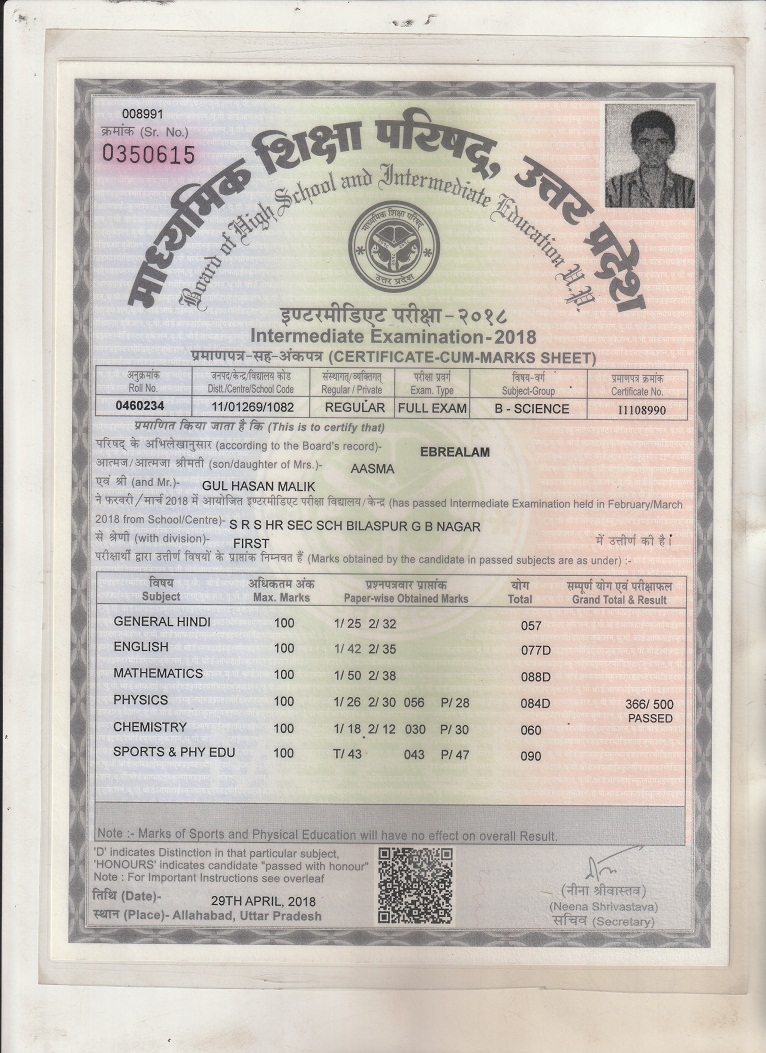 008991
क्रमांक (Sr. No.)
0350615
माध्यमिक शिक्षा परिषद्, उत्तर प्रदेश
Board of High School and Intermediate Education U.P.
माध्यमिक शिक्षा परिषद्
उत्तर प्रदेश
इण्टरमीडिएट परीक्षा - २०१८
Intermediate Examination - 2018
प्रमाणपत्र-सह-अंकपत्र (CERTIFICATE-CUM-MARKS SHEET)
अनुक्रमांक जनपद/केन्द्र/विद्यालय कोड संस्थागत/व्यक्तिगत परीक्षा प्रवर्ग विषय-वर्ग प्रमाणपत्र क्रमांक
Roll No. Distt./Centre/School Code Regular / Private Exam. Type Subject-Group Certificate No.
0460234 11/01269/1082 REGULAR FULL EXAM B - SCIENCE I1108990
प्रमाणित किया जाता है कि (This is to certify that)
परिषद् के अभिलेखानुसार (according to the Board's record)- EBREALAM
आत्मज/आत्मजा श्रीमती (son/daughter of Mrs.)- AASMA
एवं श्री (and Mr.)- GUL HASAN MALIK
ने फरवरी/मार्च 2018 में आयोजित इण्टरमीडिएट परीक्षा विद्यालय/केन्द्र (has passed Intermediate Examination held in February/March
2018 from School/Centre)- S R S HR SEC SCH BILASPUR G B NAGAR
से श्रेणी (with division)- FIRST में उत्तीर्ण की है।
परीक्षार्थी द्वारा उत्तीर्ण विषयों के प्राप्तांक निम्नवत हैं (Marks obtained by the candidate in passed subjects are as under) :-
विषय अधिकतम अंक प्रश्नपत्रवार प्राप्तांक योग सम्पूर्ण योग एवं परीक्षाफल
Subject Max. Marks Paper-wise Obtained Marks Total Grand Total & Result
GENERAL HINDI 100 1/ 25 2/ 32 057
ENGLISH 100 1/ 42 2/ 35 077D
MATHEMATICS 100 1/ 50 2/ 38 088D
PHYSICS 100 1/ 26 2/ 30 056 P/ 28 084D 366/ 500
PASSED
CHEMISTRY 100 1/ 18 2/ 12 030 P/ 30 060
SPORTS & PHY EDU 100 T/ 43 043 P/ 47 090
Note :- Marks of Sports and Physical Education will have no effect on overall Result.
'D' indicates Distinction in that particular subject,
'HONOURS' indicates candidate "passed with honour"
Note : For Important Instructions see overleaf
तिथि (Date)- 29TH APRIL, 2018
स्थान (Place)- Allahabad, Uttar Pradesh
(नीना श्रीवास्तव)
(Neena Shrivastava)
सचिव (Secretary)